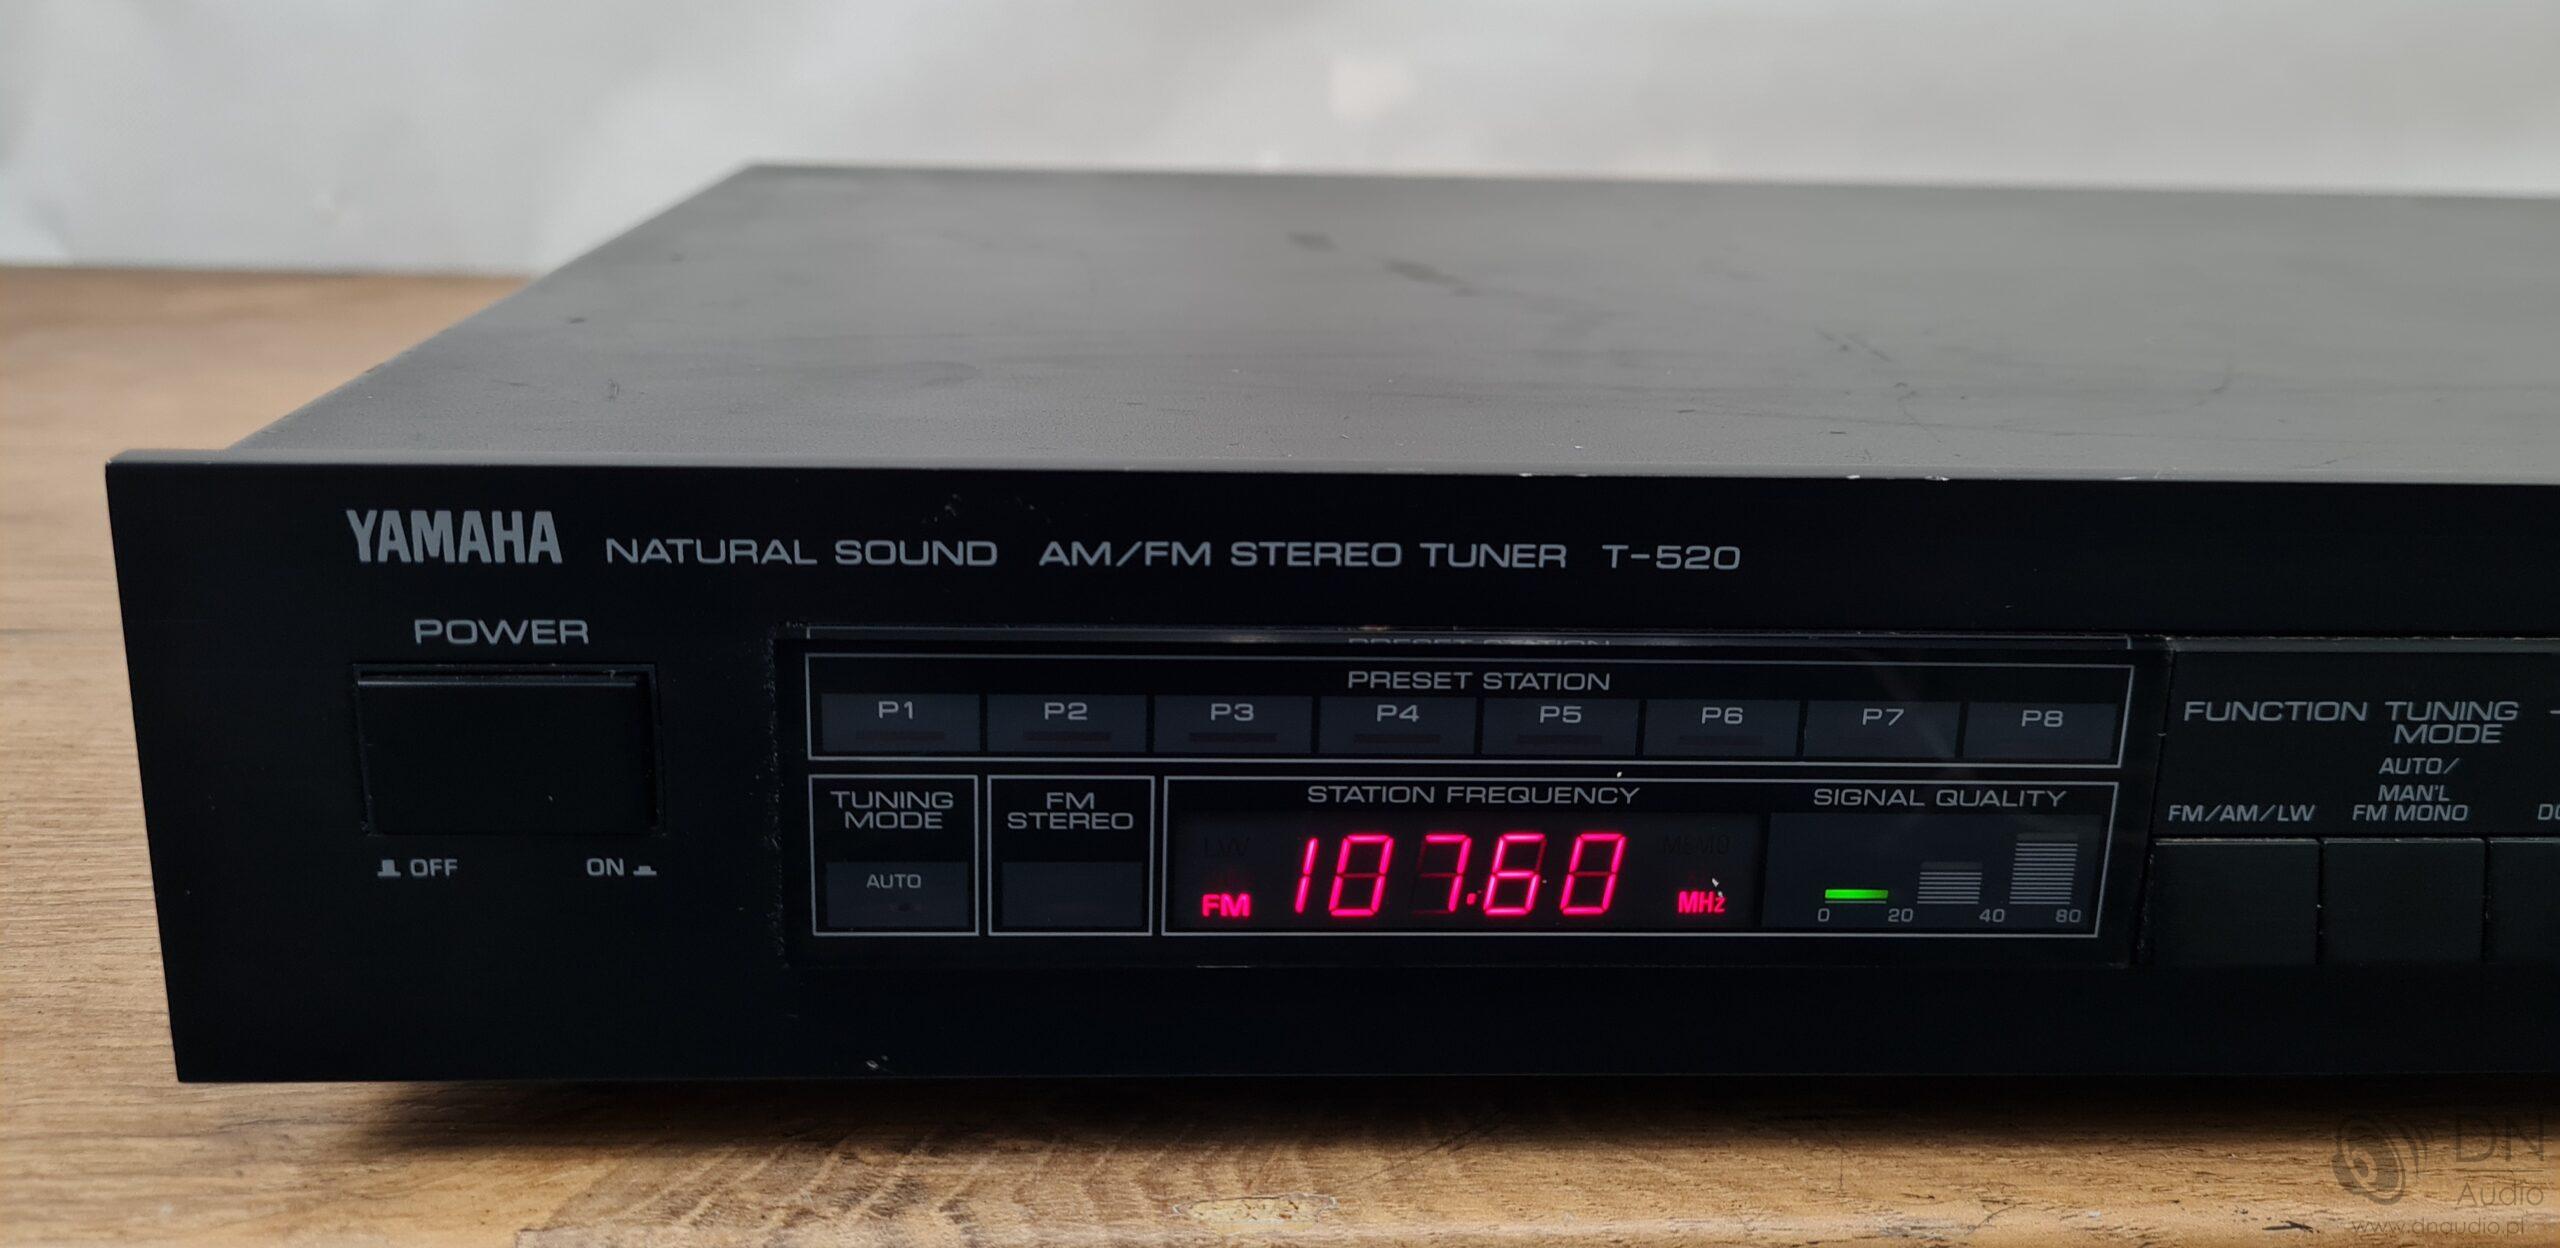 YAMAHA NATURAL SOUND AM/FM STEREO TUNER T-520
POWER
OFF ON
PRESET STATION
P1 P2 P3 P4 P5 P6 P7 P8
TUNING
MODE
AUTO
FM
STEREO
STATION FREQUENCY
LW
MEMO
FM 107.60 MHz
SIGNAL QUALITY
0 20 40 80
FUNCTION
FM/AM/LW
TUNING
MODE
AUTO/
MAN'L
FM MONO
DN
Audio
www.dnaudio.pl